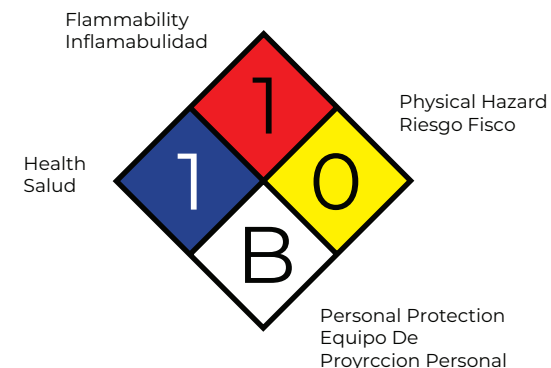 Flammability
Inflamabulidad
1
Physical Hazard
Riesgo Fisco
Health
Salud
1
0
B
Personal Protection
Equipo De
Proyrccion Personal